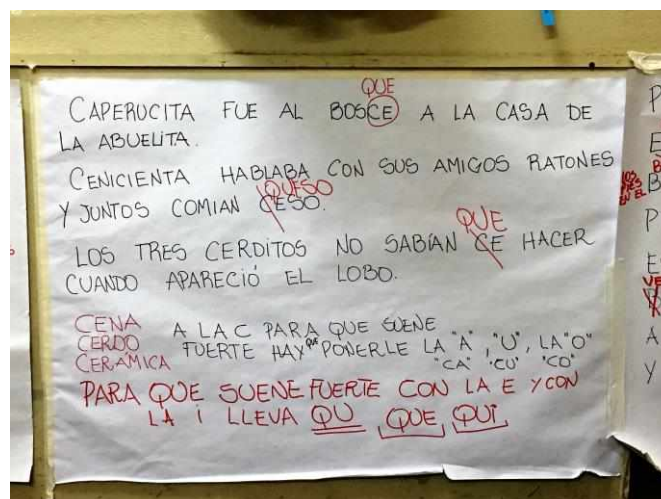 QUE
CAPERUCITA FUE AL BOSCE A LA CASA DE
LA ABUELITA.
CENICIENTA HABLABA CON SUS AMIGOS RATONES
QUESO
Y JUNTOS COMIAN CESO.
QUE
LOS TRES CERDITOS NO SABÍAN CE HACER
CUANDO APARECIÓ EL LOBO.
CENA
CERDO
CERÁMICA
A LA C PARA QUE SUENE
FUERTE HAY QUE PONERLE LA "A", "U", LA "O"
"CA" "CU" "CO"
PARA QUE SUENE FUERTE CON LA E Y CON
LA i LLEVA QU QUE, QUI,